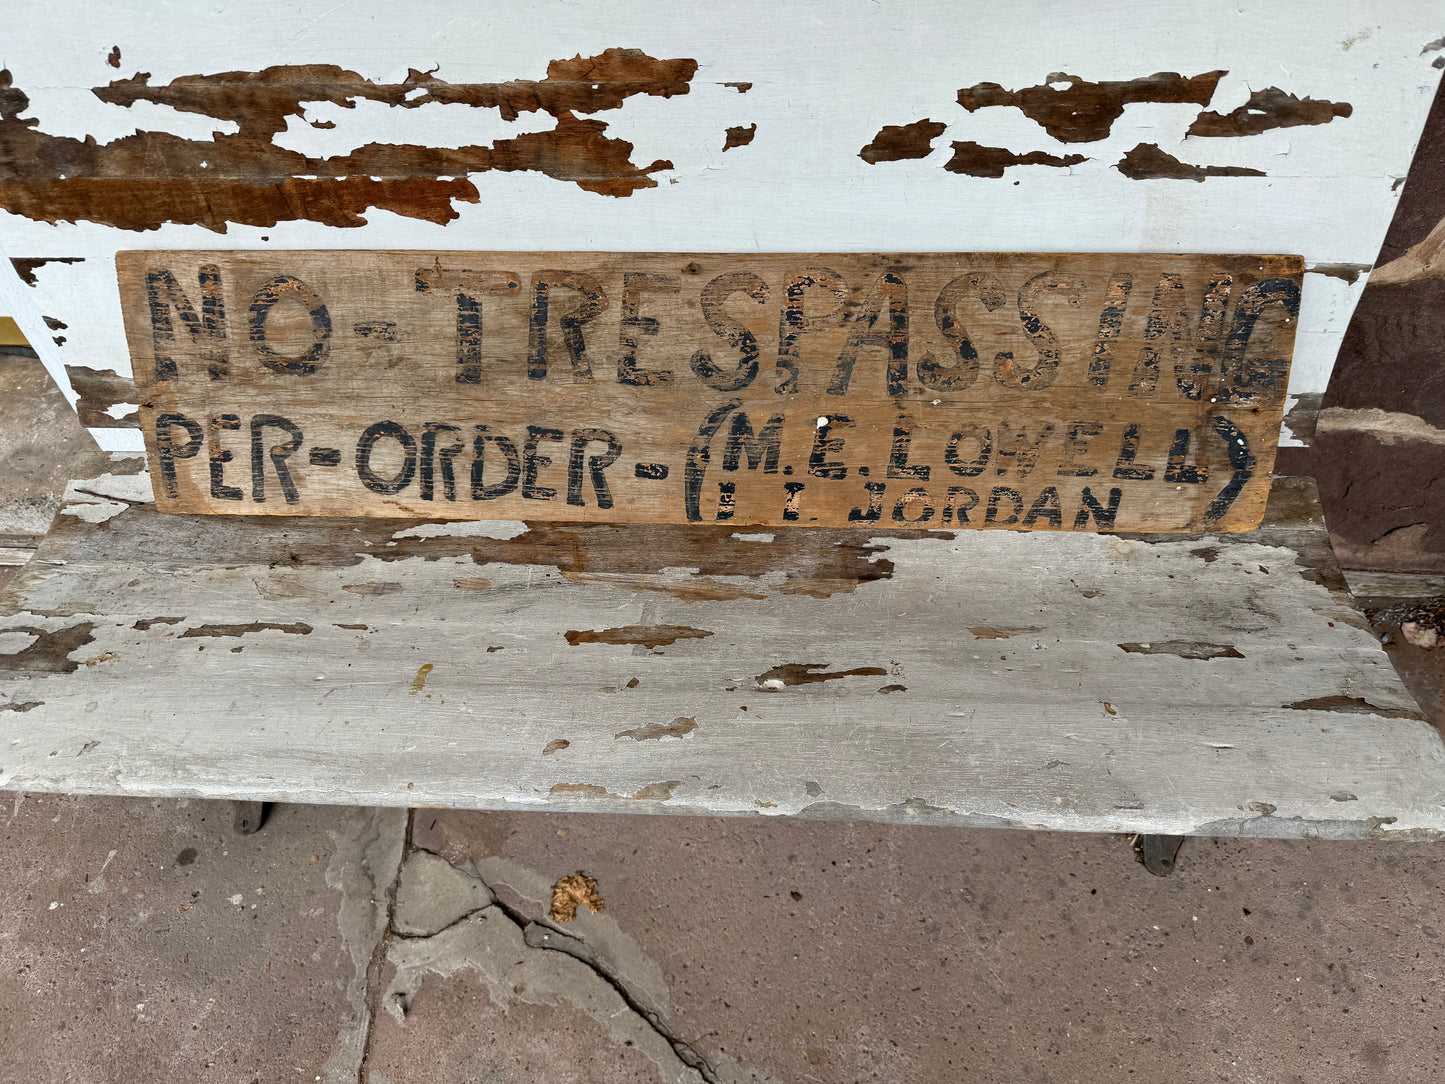 NO-TRESPASSING
PER-ORDER-(M.E.LOWELL)
I I. JORDAN